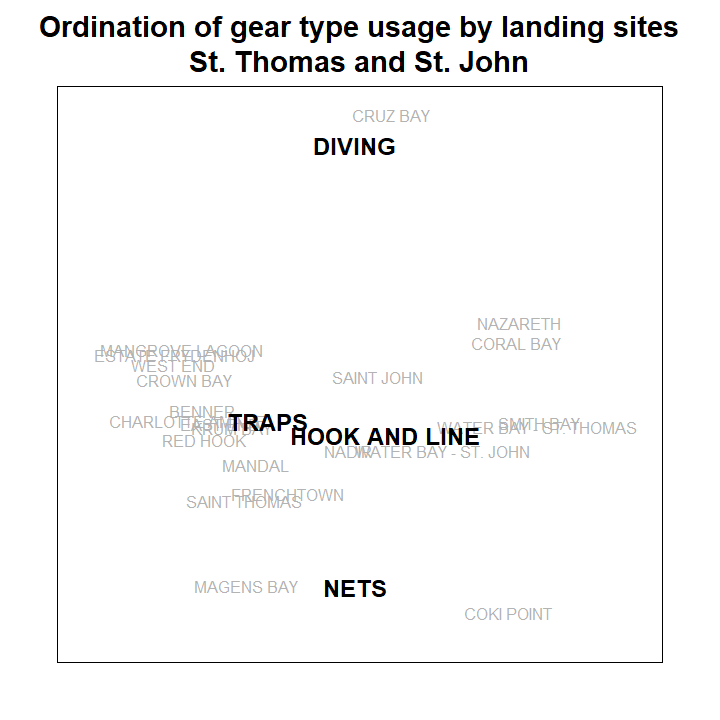 Ordination of gear type usage by landing sites
St. Thomas and St. John
CRUZ BAY
DIVING
NAZARETH
CORAL BAY
MANGROVE LAGOON
ESTATE FRYDENHOJ
WEST END
CROWN BAY
SAINT JOHN
BENNER
CHARLOTTE AMALIE
TRAPS
SMITH BAY
WATER BAY - ST. THOMAS
KRUM BAY
HOOK AND LINE
RED HOOK
NADIR
WATER BAY - ST. JOHN
MANDAL
FRENCHTOWN
SAINT THOMAS
MAGENS BAY
NETS
COKI POINT